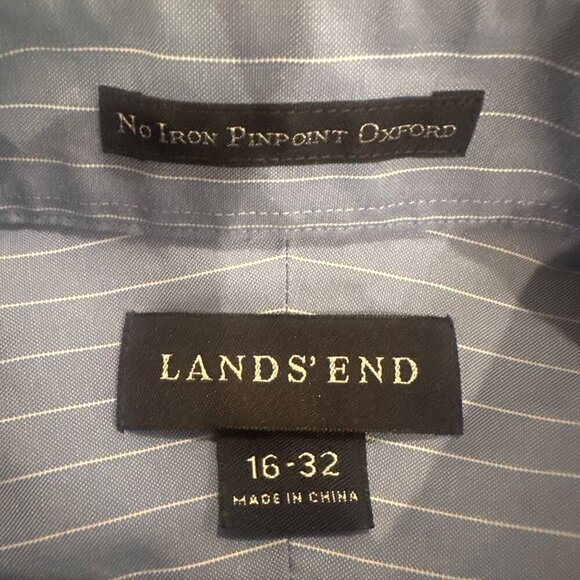 No Iron Pinpoint Oxford
LANDS' END
16-32
MADE IN CHINA